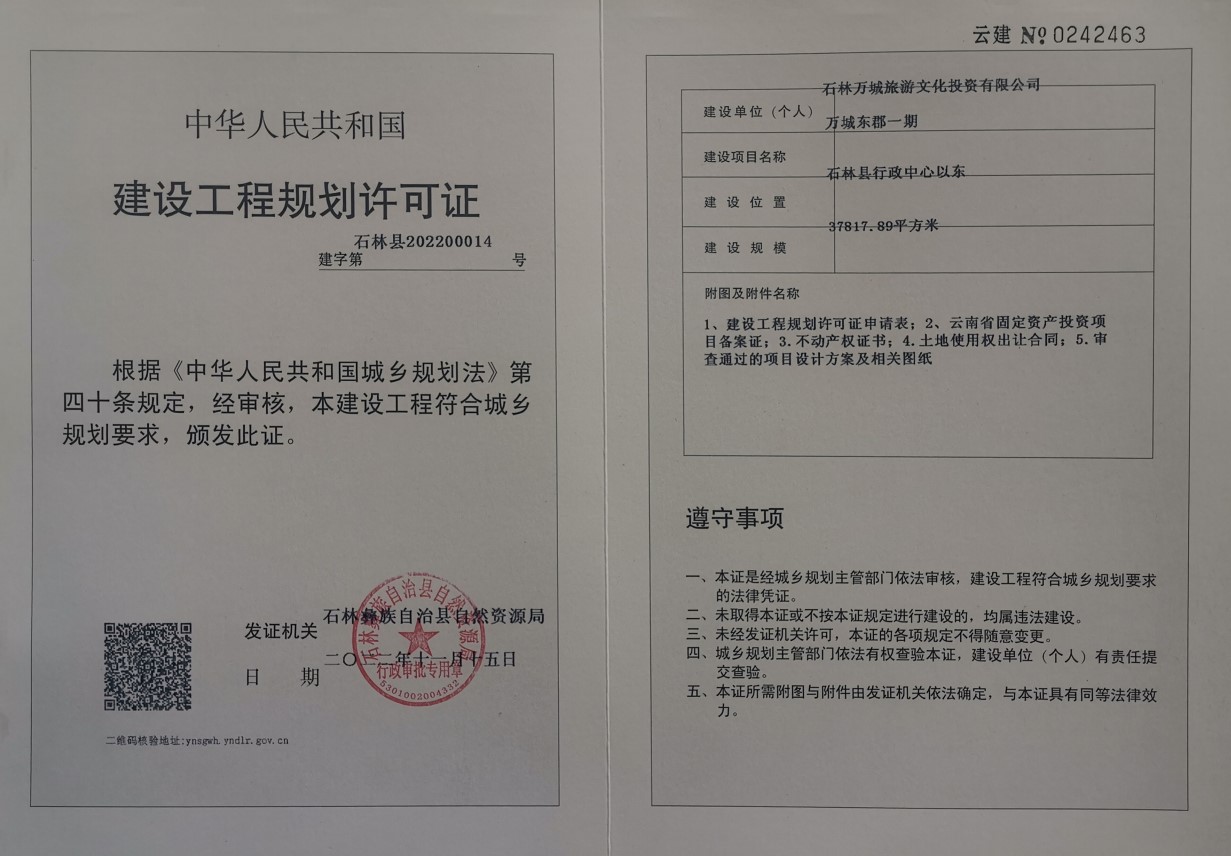 中华人民共和国
建设工程规划许可证
石林县202200014
建字第 号
根据《中华人民共和国城乡规划法》第
四十条规定，经审核，本建设工程符合城乡
规划要求，颁发此证。
发证机关 石林彝族自治县自然资源局
日 期 二〇二二年十一月十五日
石林彝族自治县自然资源局
行政审批专用章
5301002004332
二维码核验地址:ynsgwh.yndlr.gov.cn
云建 №0242463
石林万城旅游文化投资有限公司
建设单位（个人）
万城东郡一期
建设项目名称
石林县行政中心以东
建设位置
37817.89平方米
建设规模
附图及附件名称
1、建设工程规划许可证申请表；2、云南省固定资产投资项
目备案证；3.不动产权证书；4.土地使用权出让合同；5.审
查通过的项目设计方案及相关图纸
遵守事项
一、本证是经城乡规划主管部门依法审核，建设工程符合城乡规划要求
的法律凭证。
二、未取得本证或不按本证规定进行建设的，均属违法建设。
三、未经发证机关许可，本证的各项规定不得随意变更。
四、城乡规划主管部门依法有权查验本证，建设单位（个人）有责任提
交查验。
五、本证所需附图与附件由发证机关依法确定，与本证具有同等法律效
力。